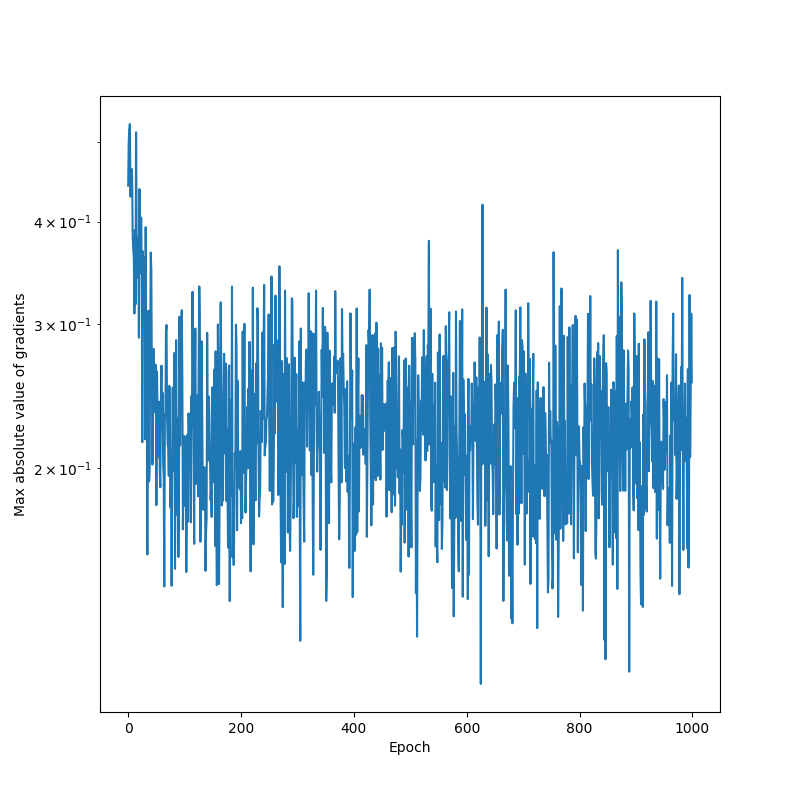 Max absolute value of gradients
4 × 10⁻¹
3 × 10⁻¹
2 × 10⁻¹
0 200 400 600 800 1000
Epoch